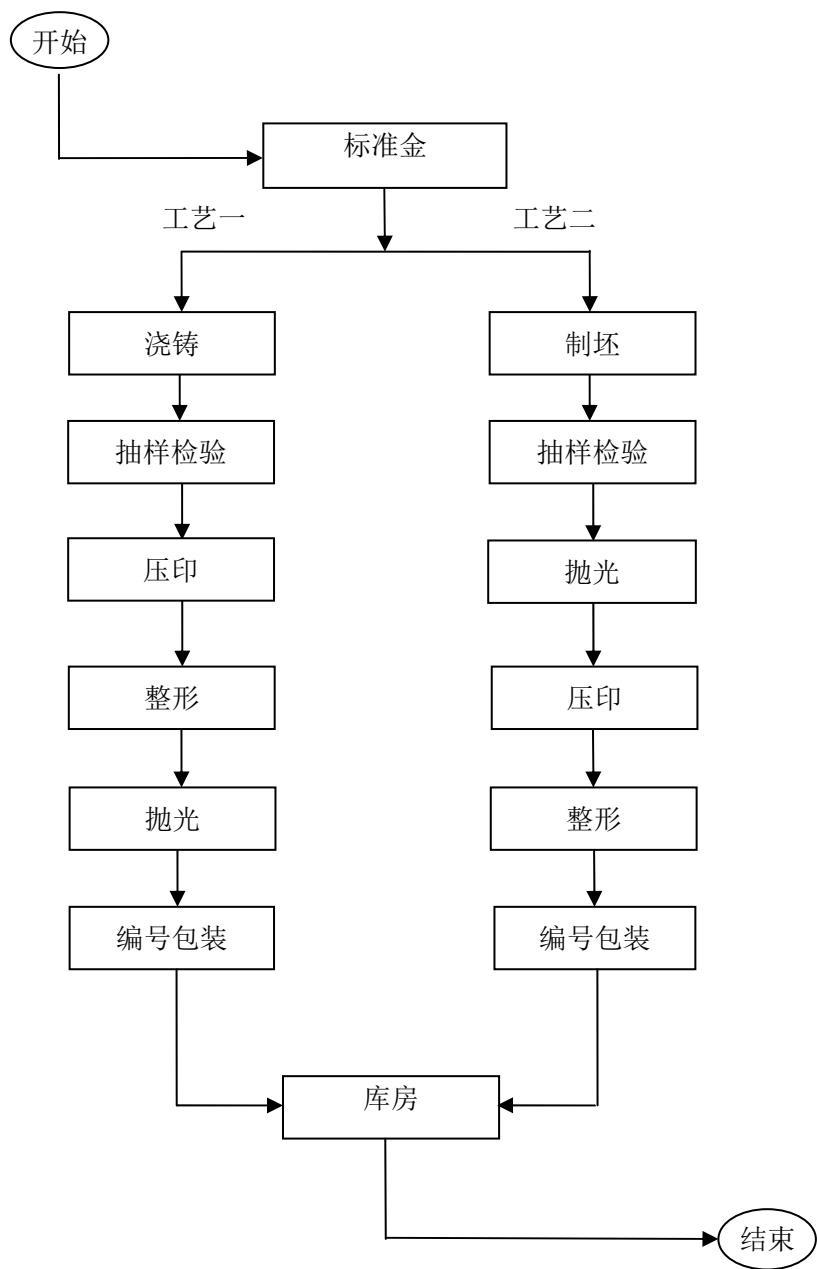 开始
标准金
工艺一
工艺二
浇铸
制坯
抽样检验
抽样检验
压印
抛光
整形
压印
抛光
整形
编号包装
编号包装
库房
结束